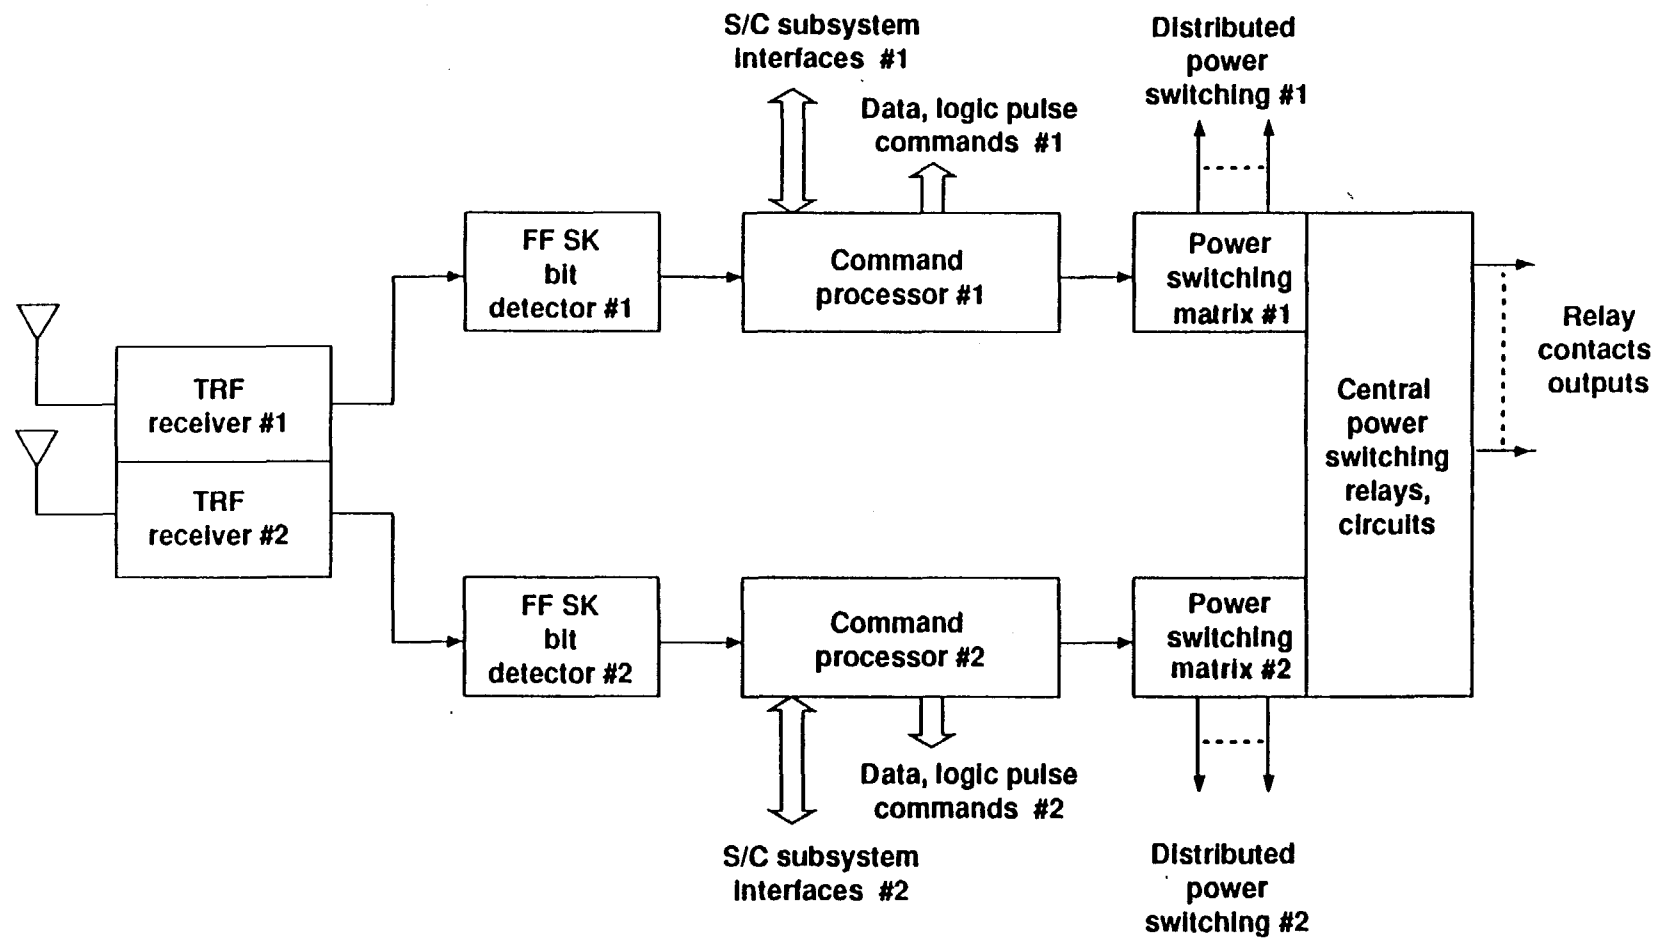 S/C subsystem
interfaces #1
Distributed
power
switching #1
Data, logic pulse
commands #1
FF SK
bit
detector #1
Command
processor #1
Power
switching
matrix #1
TRF
receiver #1
TRF
receiver #2
Central
power
switching
relays,
circuits
Relay
contacts
outputs
FF SK
bit
detector #2
Command
processor #2
Power
switching
matrix #2
Data, logic pulse
commands #2
S/C subsystem
interfaces #2
Distributed
power
switching #2